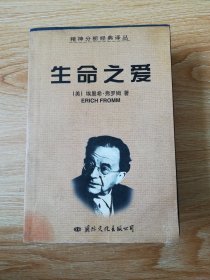 精神分析经典译丛
生命之爱
(美) 埃里希·弗罗姆 著
ERICH FROMM
国际文化出版公司